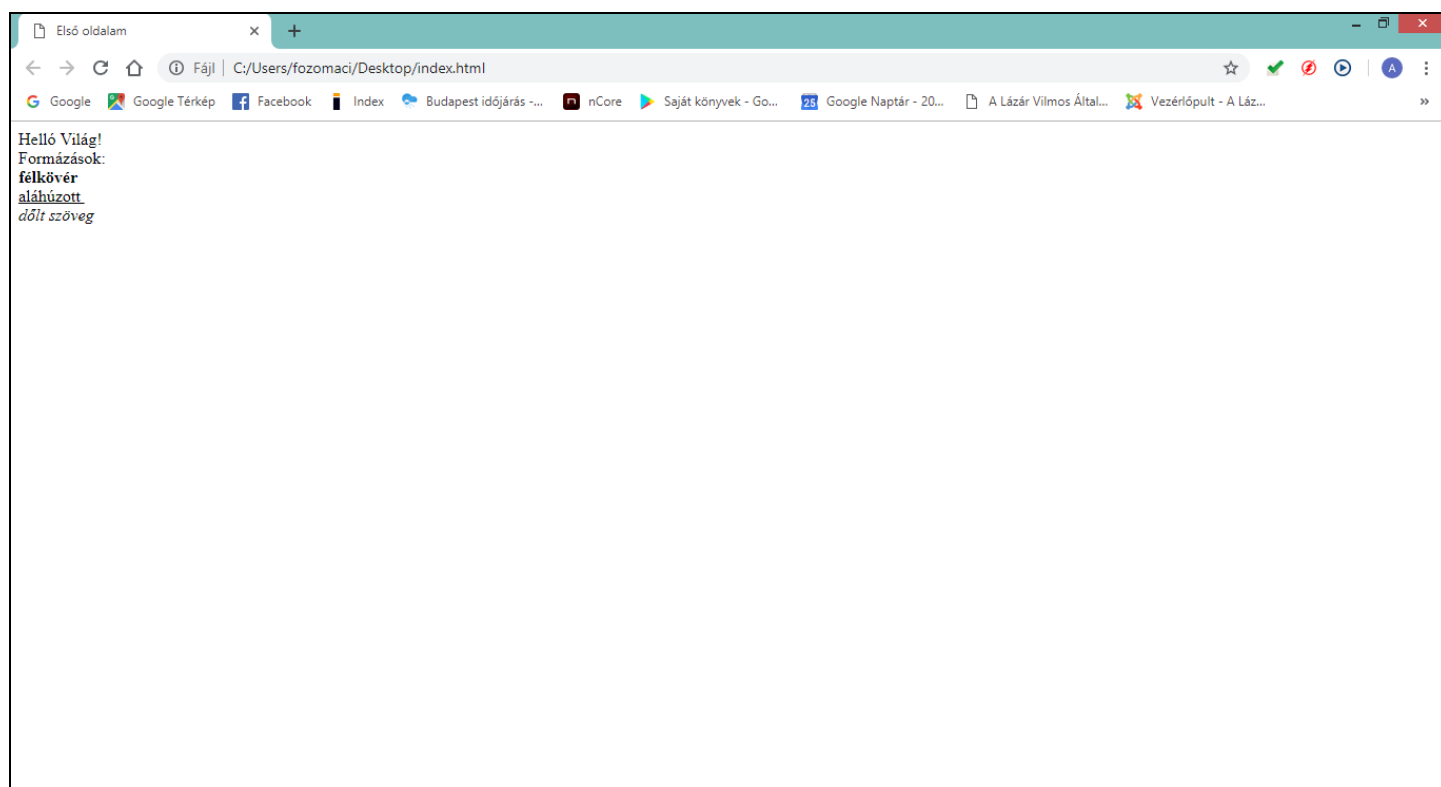 Első oldalam
Fájl C:/Users/fozomaci/Desktop/index.html A
Google Google Térkép Facebook Index Budapest időjárás -... nCore Saját könyvek - Go... 25 Google Naptár - 20... A Lázár Vilmos Által... Vezérlőpult - A Láz... »
Helló Világ!
Formázások:
félkövér
aláhúzott
dőlt szöveg